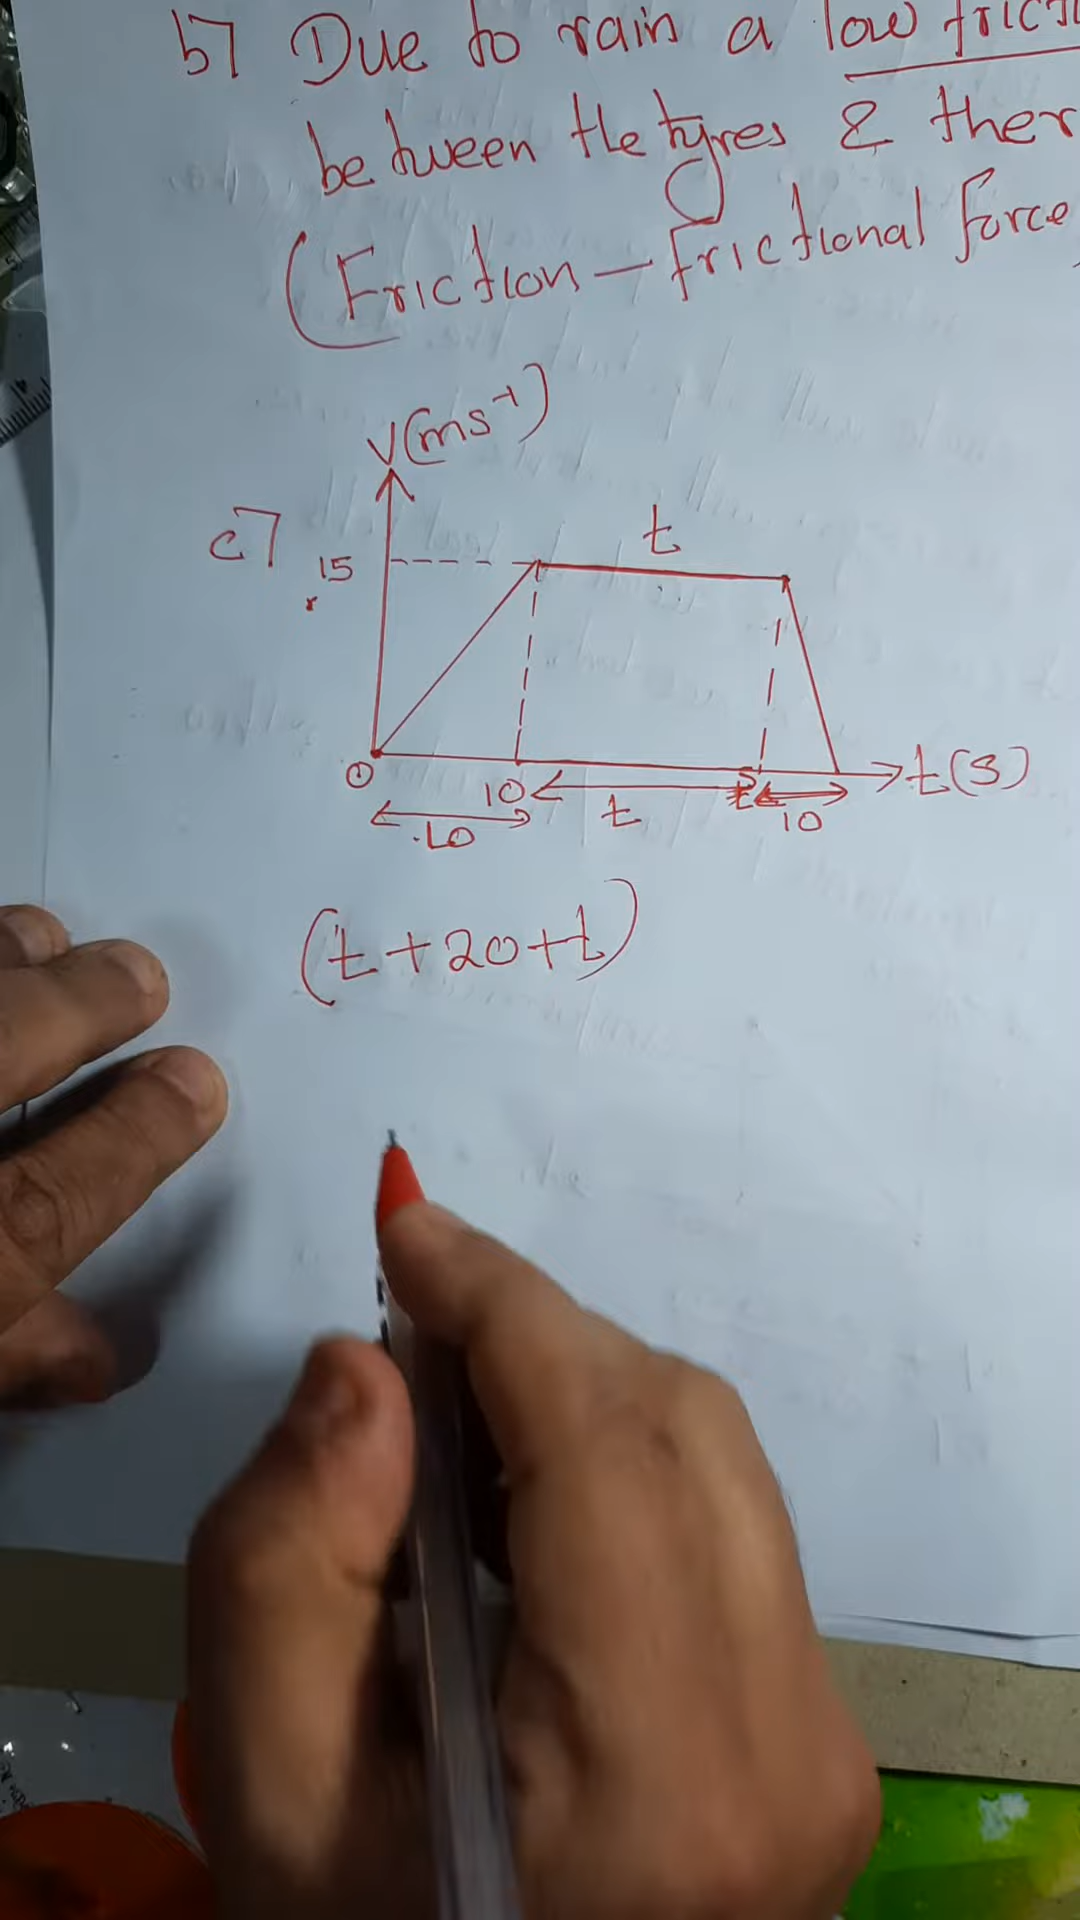 b7 Due to rain a low
between the tyres & ther
(Friction - frictional force
V(ms⁻¹)
c7
t
15
0
10
t
t(s)
10
10
(t+20+t)